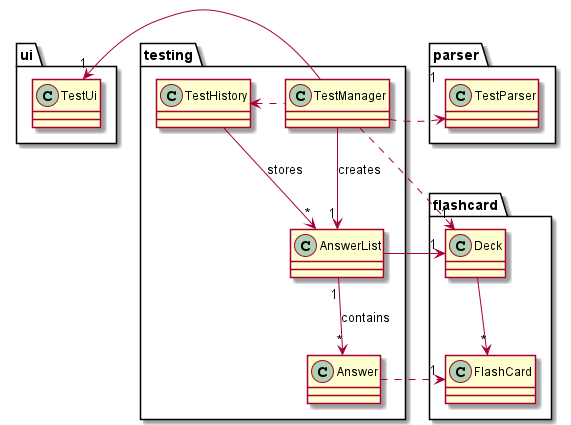 ui
testing
parser
1
1
C TestUi
C TestHistory
C TestManager
C TestParser
stores
creates
flashcard
*
1
1
C AnswerList
1
C Deck
1
contains
*
*
C Answer
1
C FlashCard